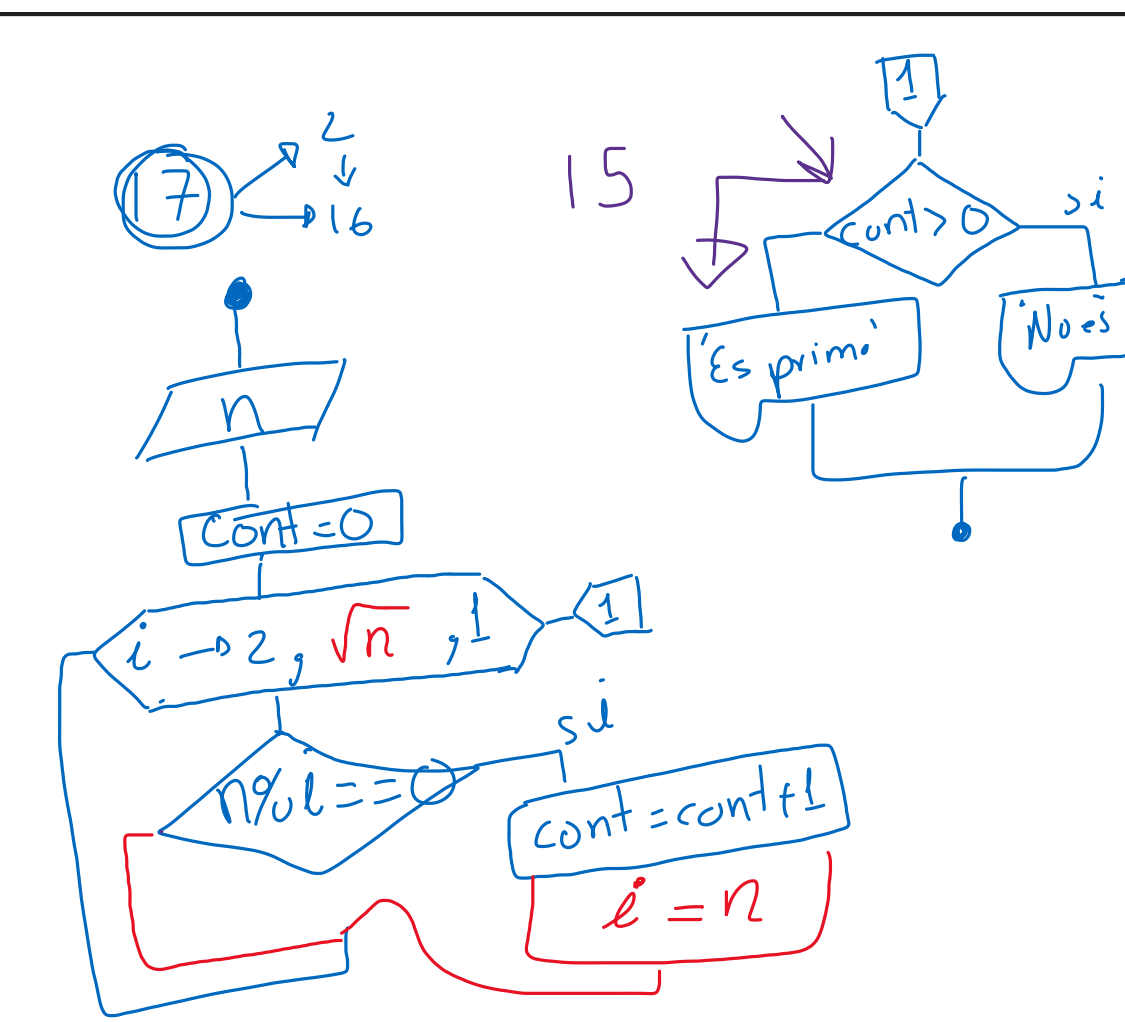 17
2
16
n
cont = 0
i → 2, √n, 1
1
n%i == 0
si
cont = cont + 1
i = n
15
1
cont > 0
si
'Es primo'
'No es